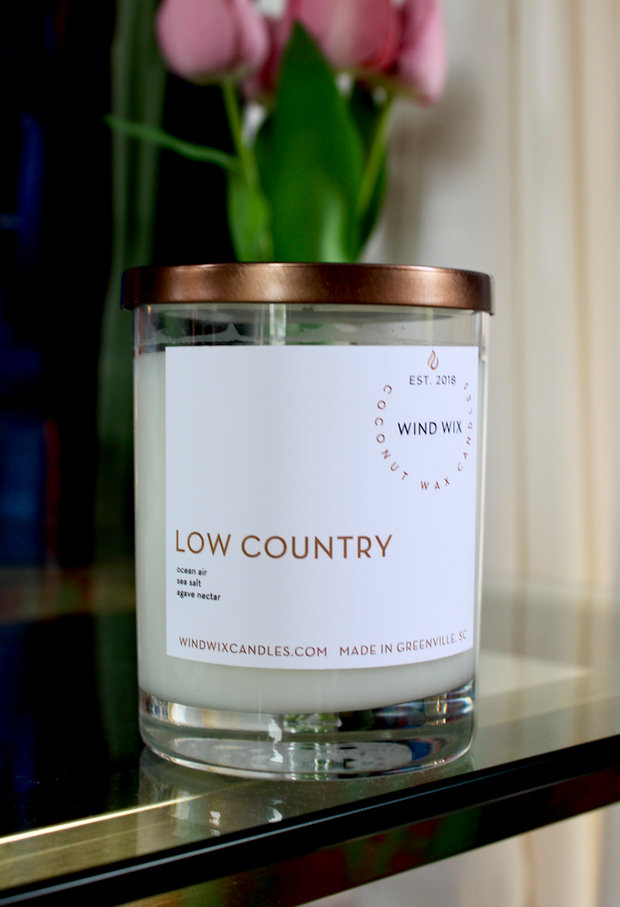 EST. 2018
WIND WIX
COCONUT WAX CANDLES
LOW COUNTRY
ocean air
sea salt
agave nectar
WINDWIXCANDLES.COM MADE IN GREENVILLE, SC